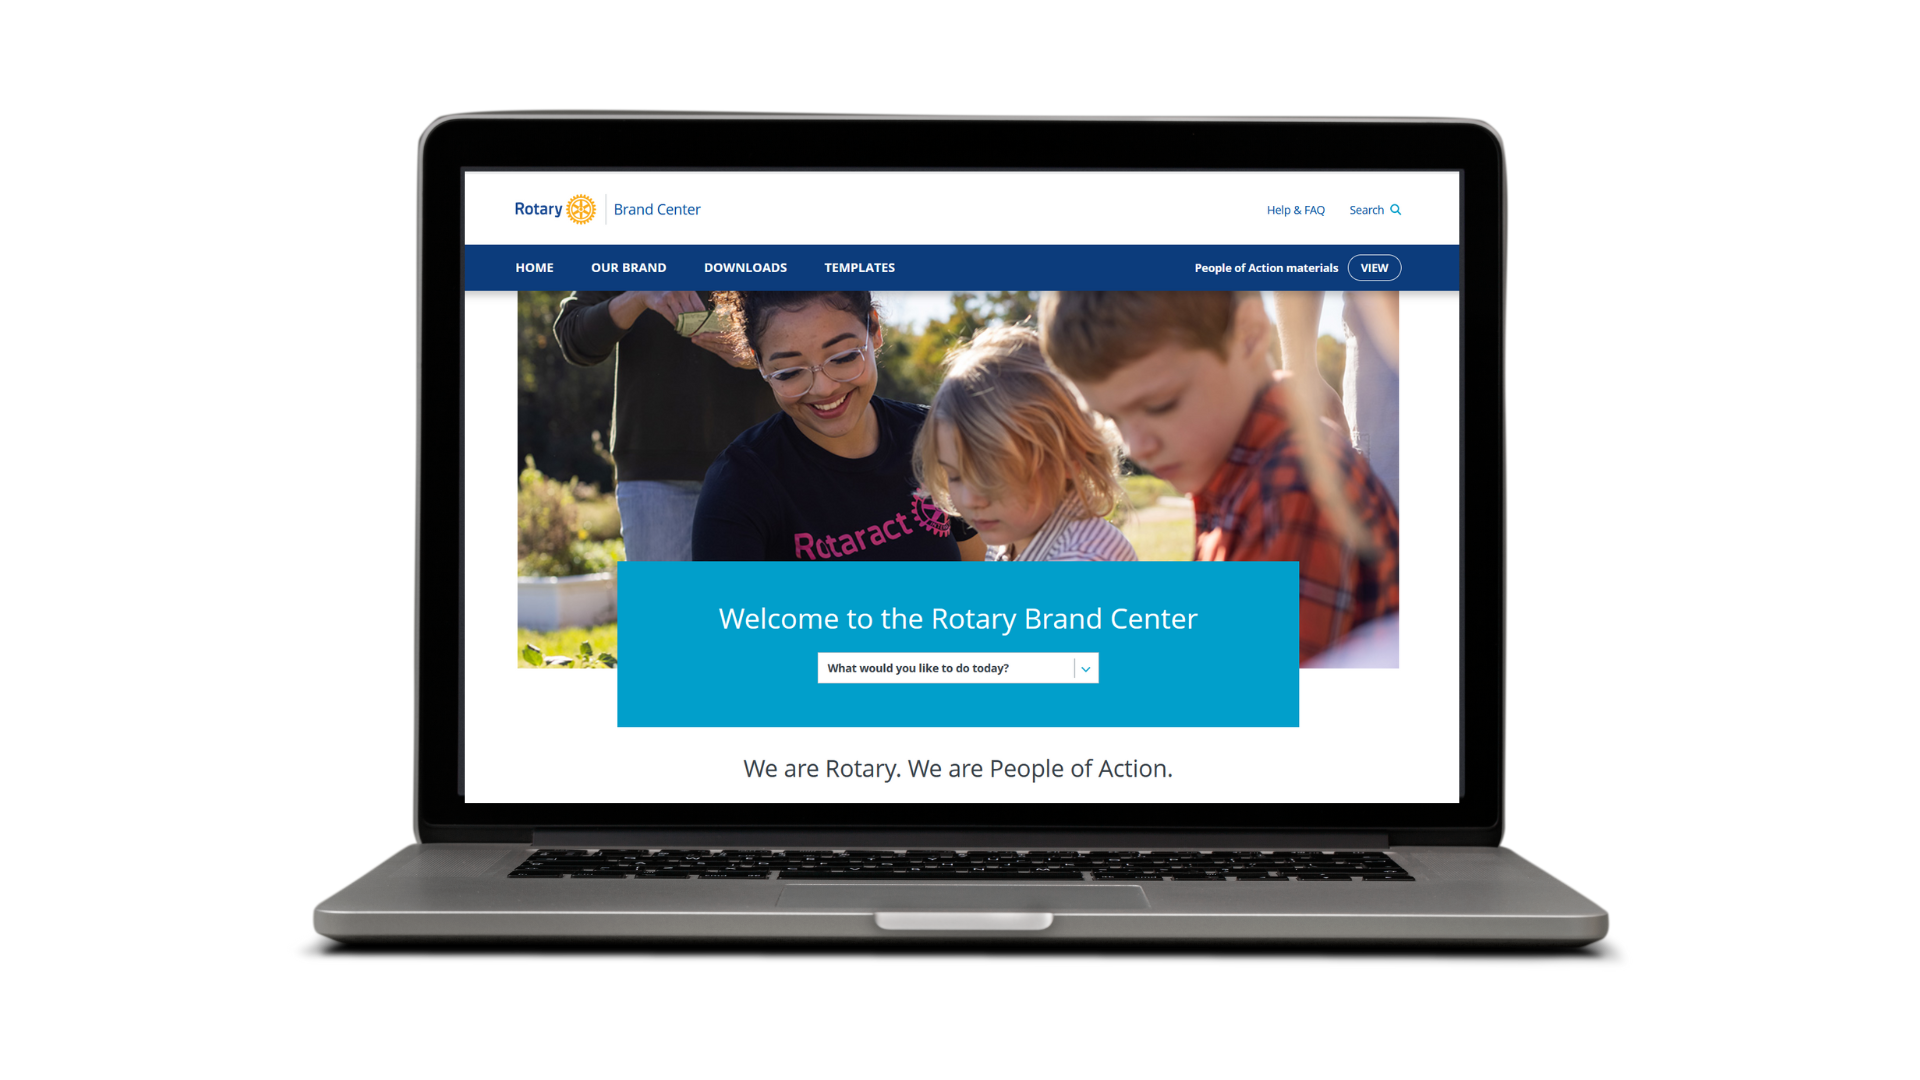 Rotary
Brand Center
Help & FAQ
Search
HOME
OUR BRAND
DOWNLOADS
TEMPLATES
People of Action materials
VIEW
Rotaract
Welcome to the Rotary Brand Center
What would you like to do today?
We are Rotary. We are People of Action.